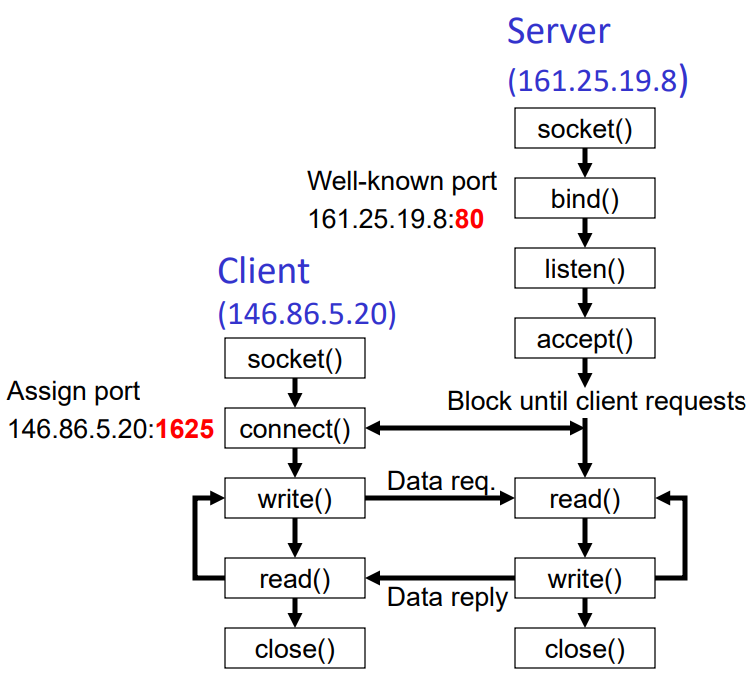 Server
(161.25.19.8)
socket()
Well-known port
161.25.19.8:80
bind()
listen()
accept()
Block until client requests
Client
(146.86.5.20)
socket()
Assign port
146.86.5.20:1625
connect()
write()
Data req.
read()
read()
Data reply
write()
close()
close()